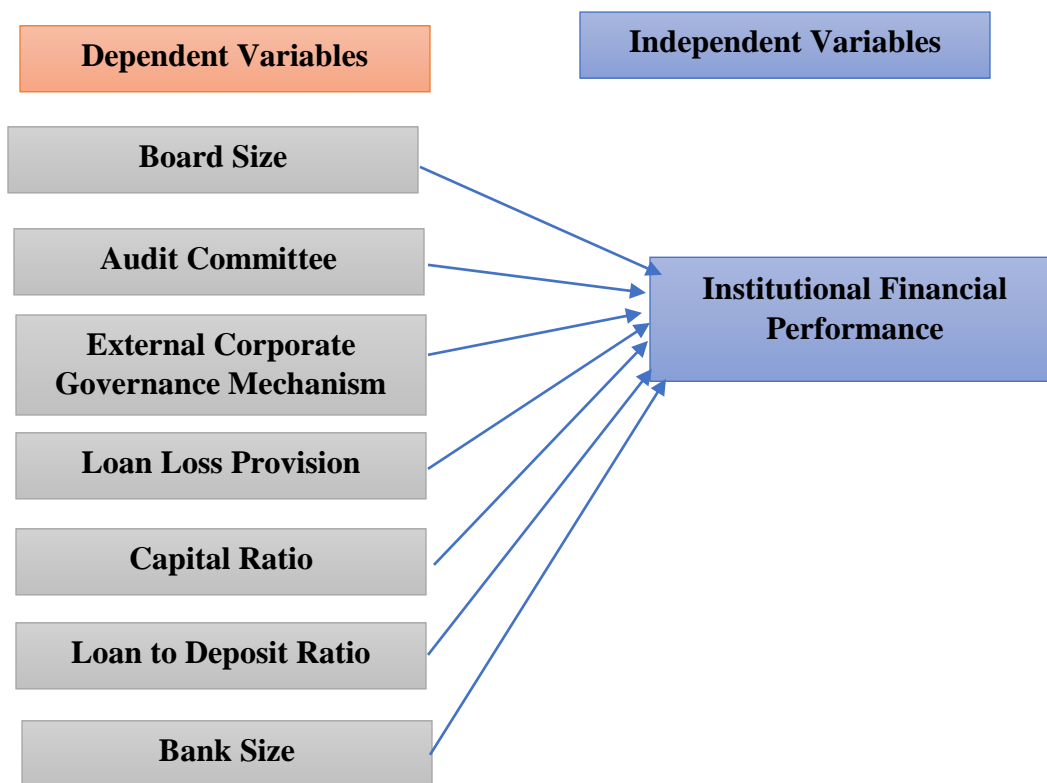 Dependent Variables
Independent Variables
Board Size
Audit Committee
External Corporate
Governance Mechanism
Loan Loss Provision
Capital Ratio
Loan to Deposit Ratio
Bank Size
Institutional Financial
Performance